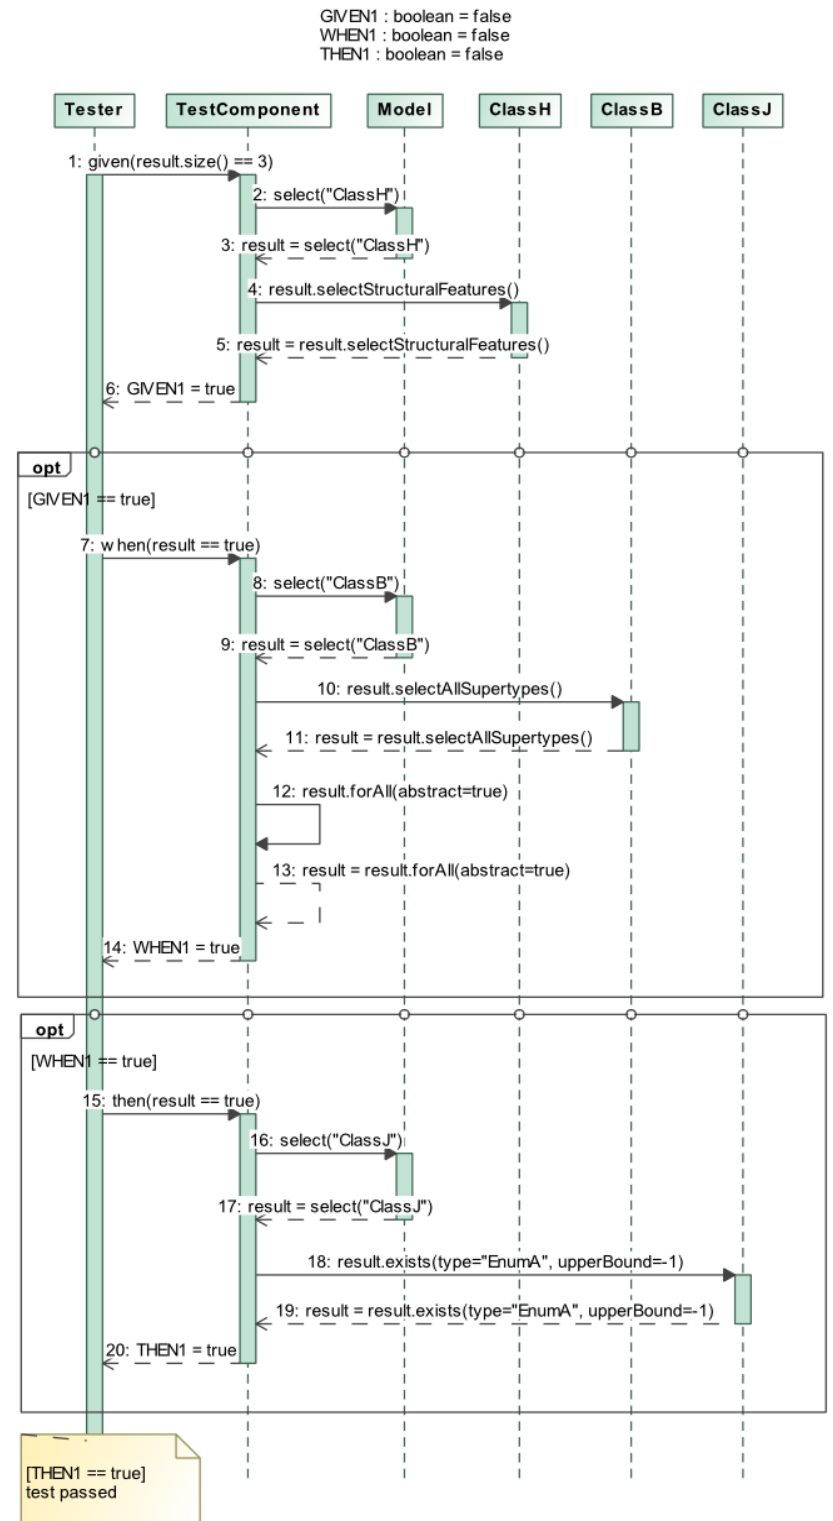 GIVEN1 : boolean = false
WHEN1 : boolean = false
THEN1 : boolean = false
Tester
TestComponent
Model
ClassH
ClassB
ClassJ
1: given(result.size() == 3)
2: select("ClassH")
3: result = select("ClassH")
4: result.selectStructuralFeatures()
5: result = result.selectStructuralFeatures()
6: GIVEN1 = true
opt
[GIVEN1 == true]
7: when(result == true)
8: select("ClassB")
9: result = select("ClassB")
10: result.selectAllSupertypes()
11: result = result.selectAllSupertypes()
12: result.forAll(abstract=true)
13: result = result.forAll(abstract=true)
14: WHEN1 = true
opt
[WHEN1 == true]
15: then(result == true)
16: select("ClassJ")
17: result = select("ClassJ")
18: result.exists(type="EnumA", upperBound=-1)
19: result = result.exists(type="EnumA", upperBound=-1)
20: THEN1 = true
[THEN1 == true]
test passed